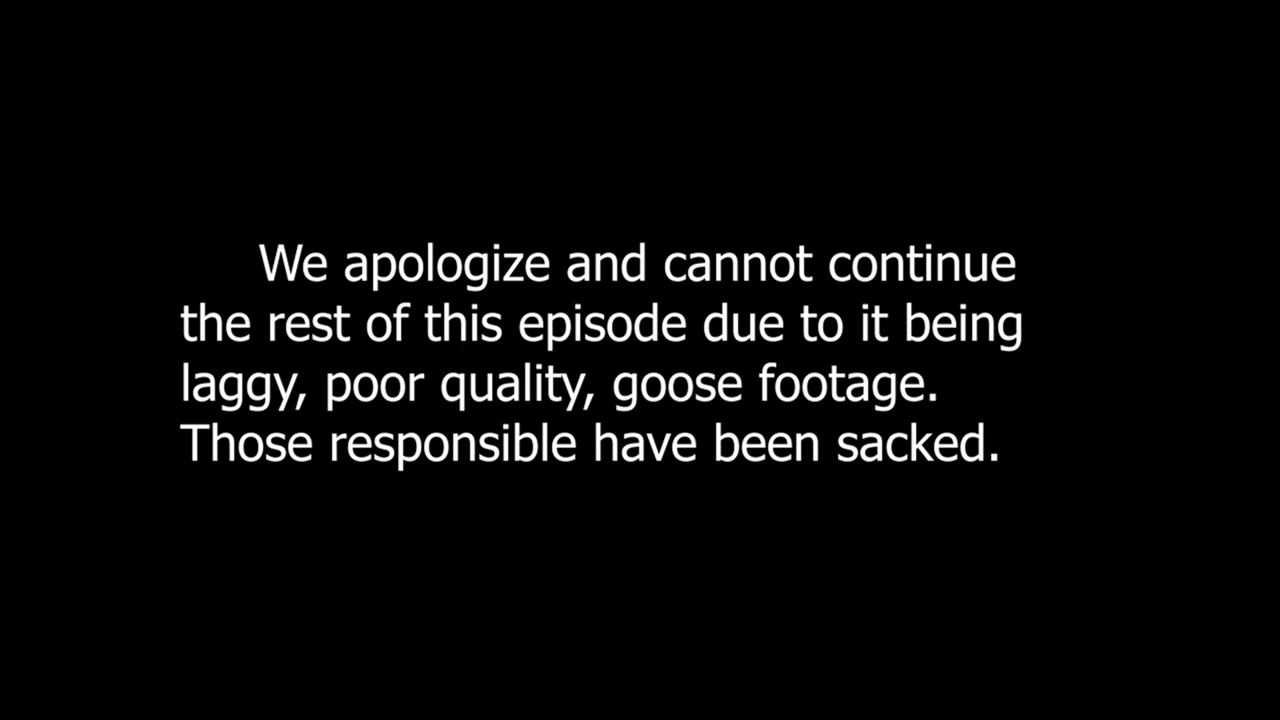 We apologize and cannot continue
the rest of this episode due to it being
laggy, poor quality, goose footage.
Those responsible have been sacked.